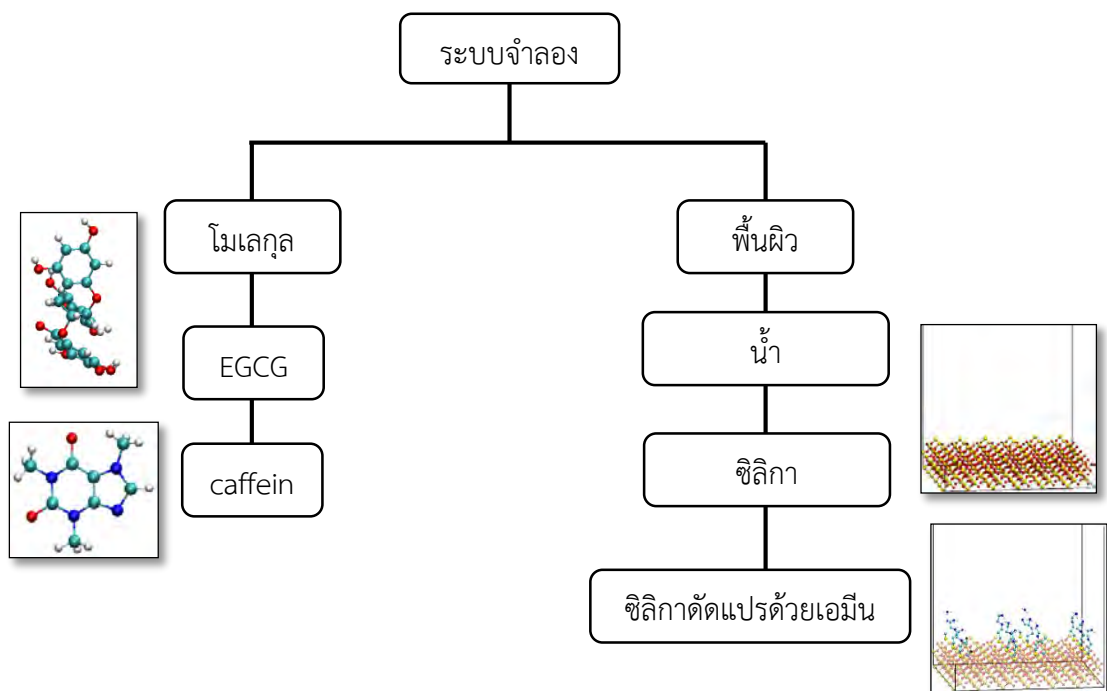 ระบบจำลอง
โมเลกุล
EGCG
caffein
พื้นผิว
น้ำ
ซิลิกา
ซิลิกาดัดแปรด้วยเอมีน